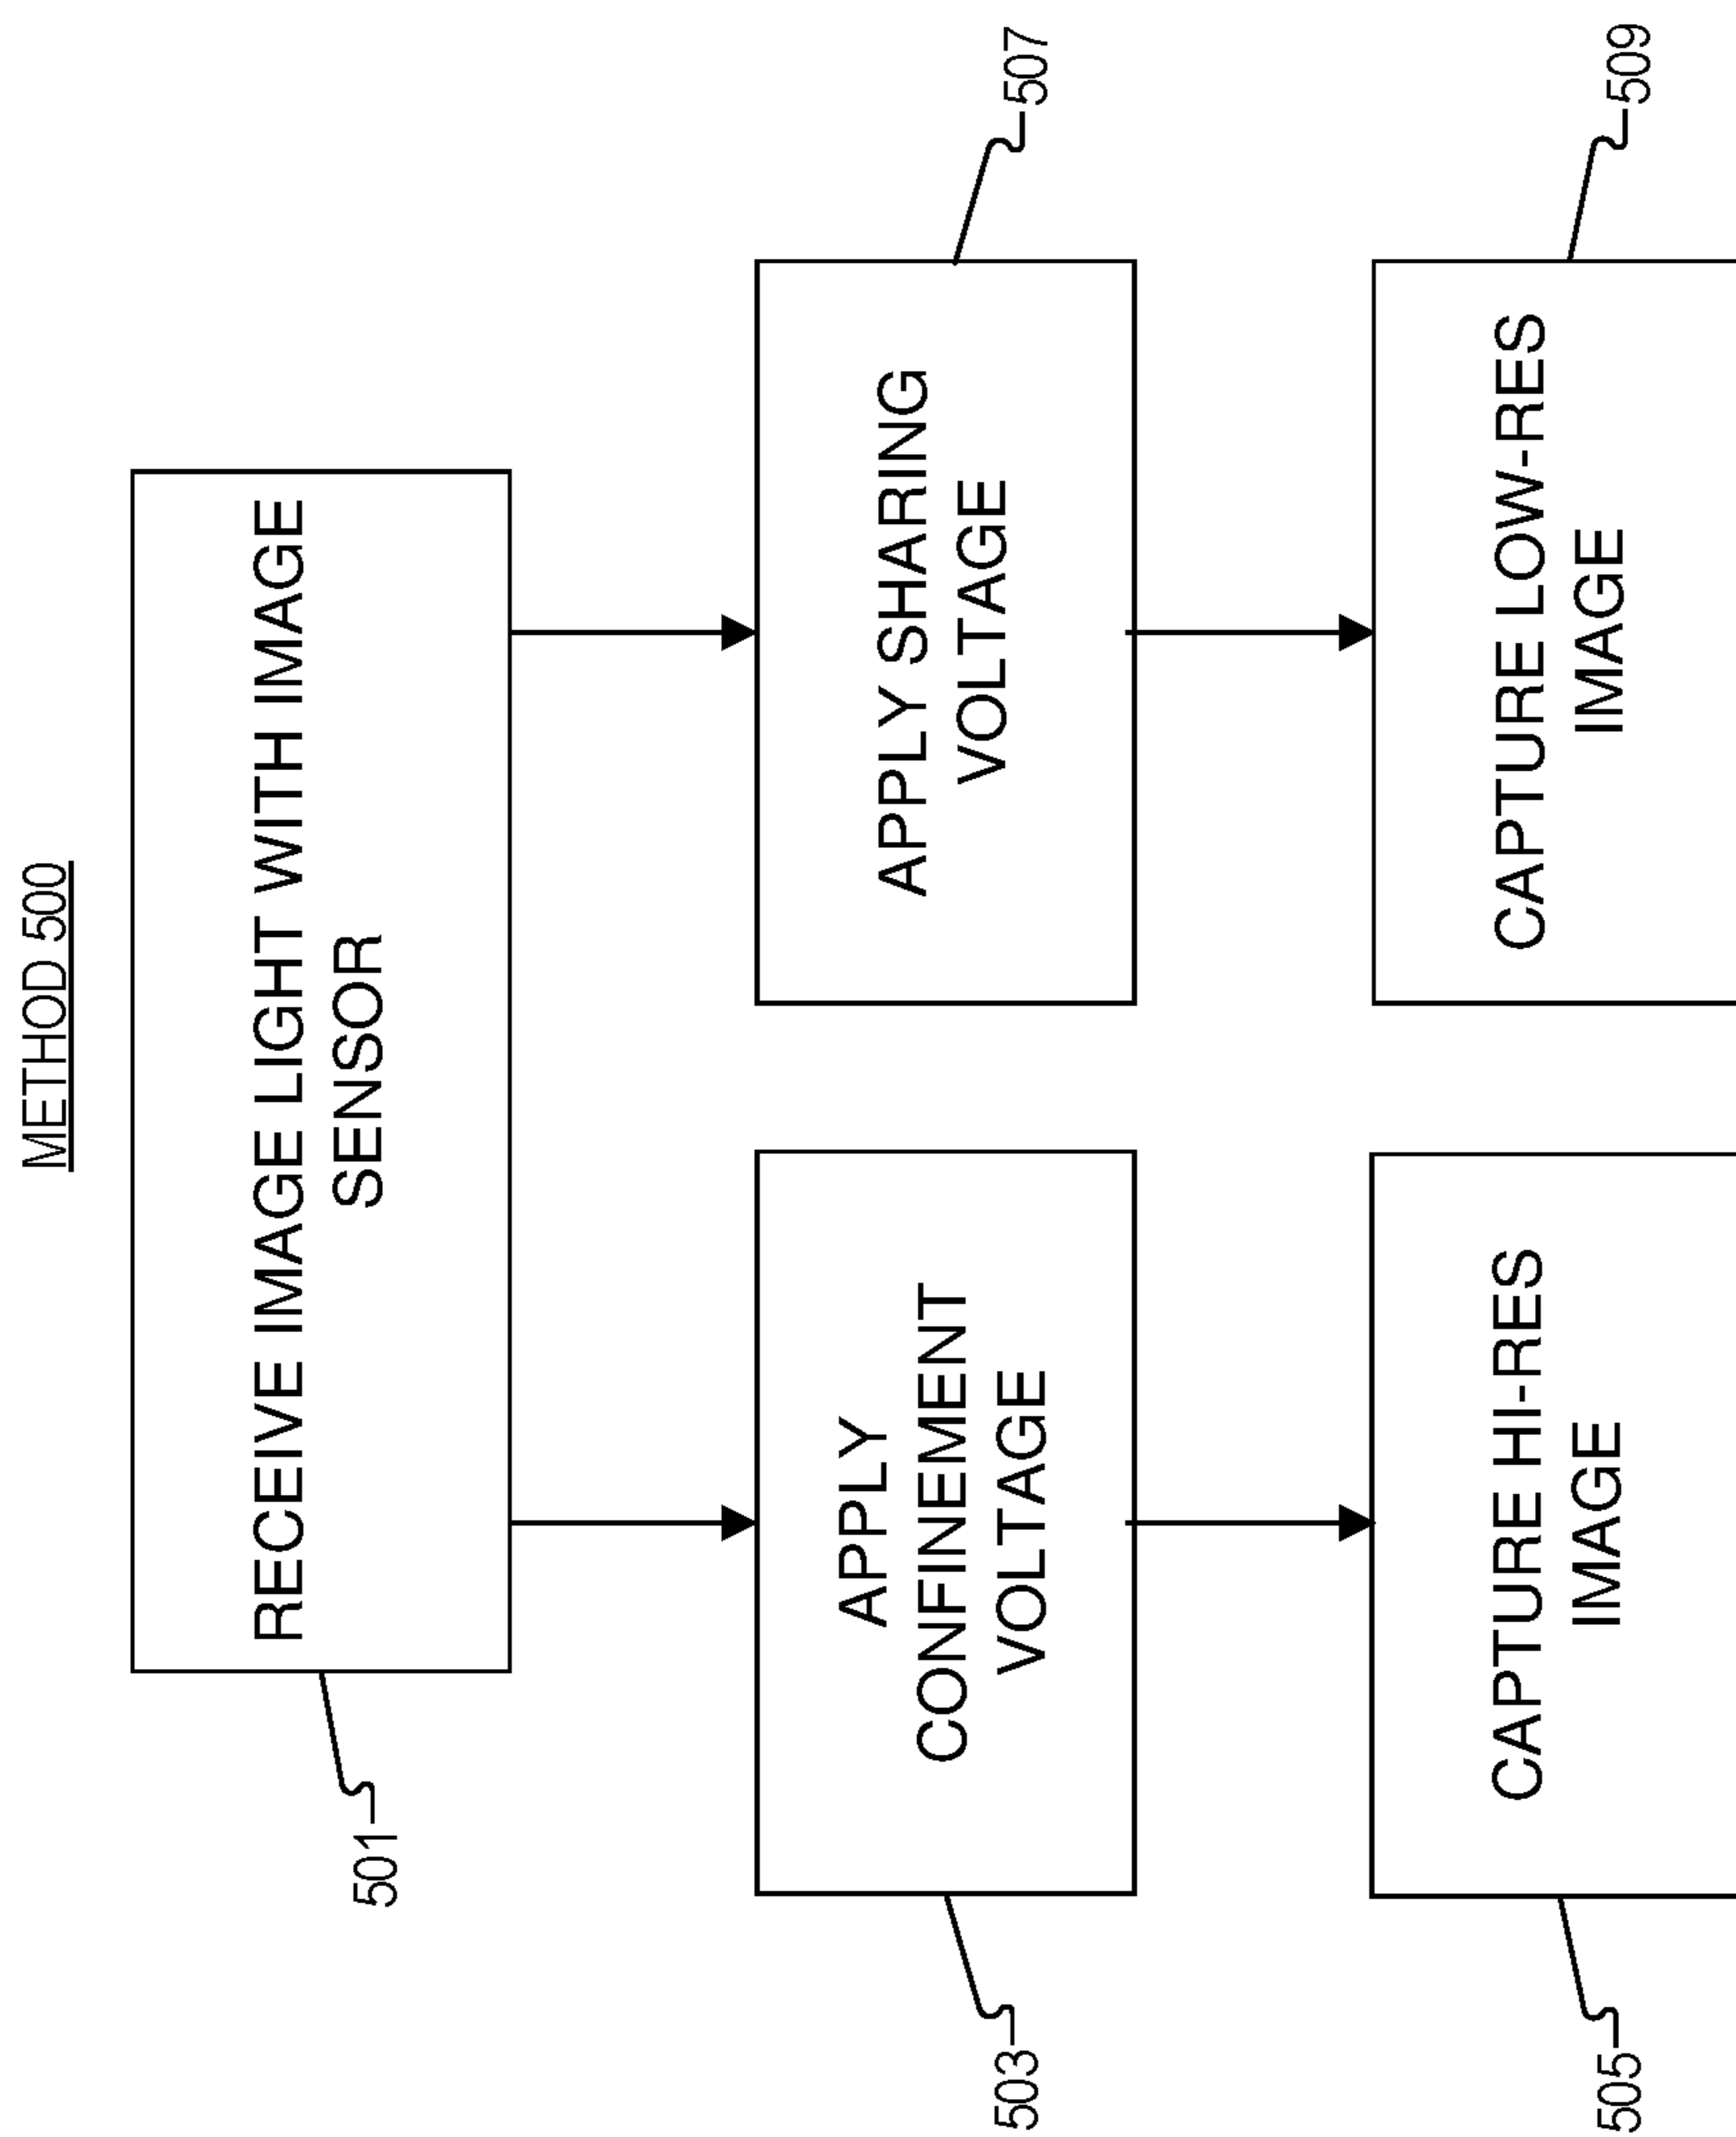 METHOD 500
RECEIVE IMAGE LIGHT WITH IMAGE
SENSOR
501
APPLY
CONFINEMENT
VOLTAGE
503
APPLY SHARING
VOLTAGE
507
CAPTURE HI-RES
IMAGE
505
CAPTURE LOW-RES
IMAGE
509